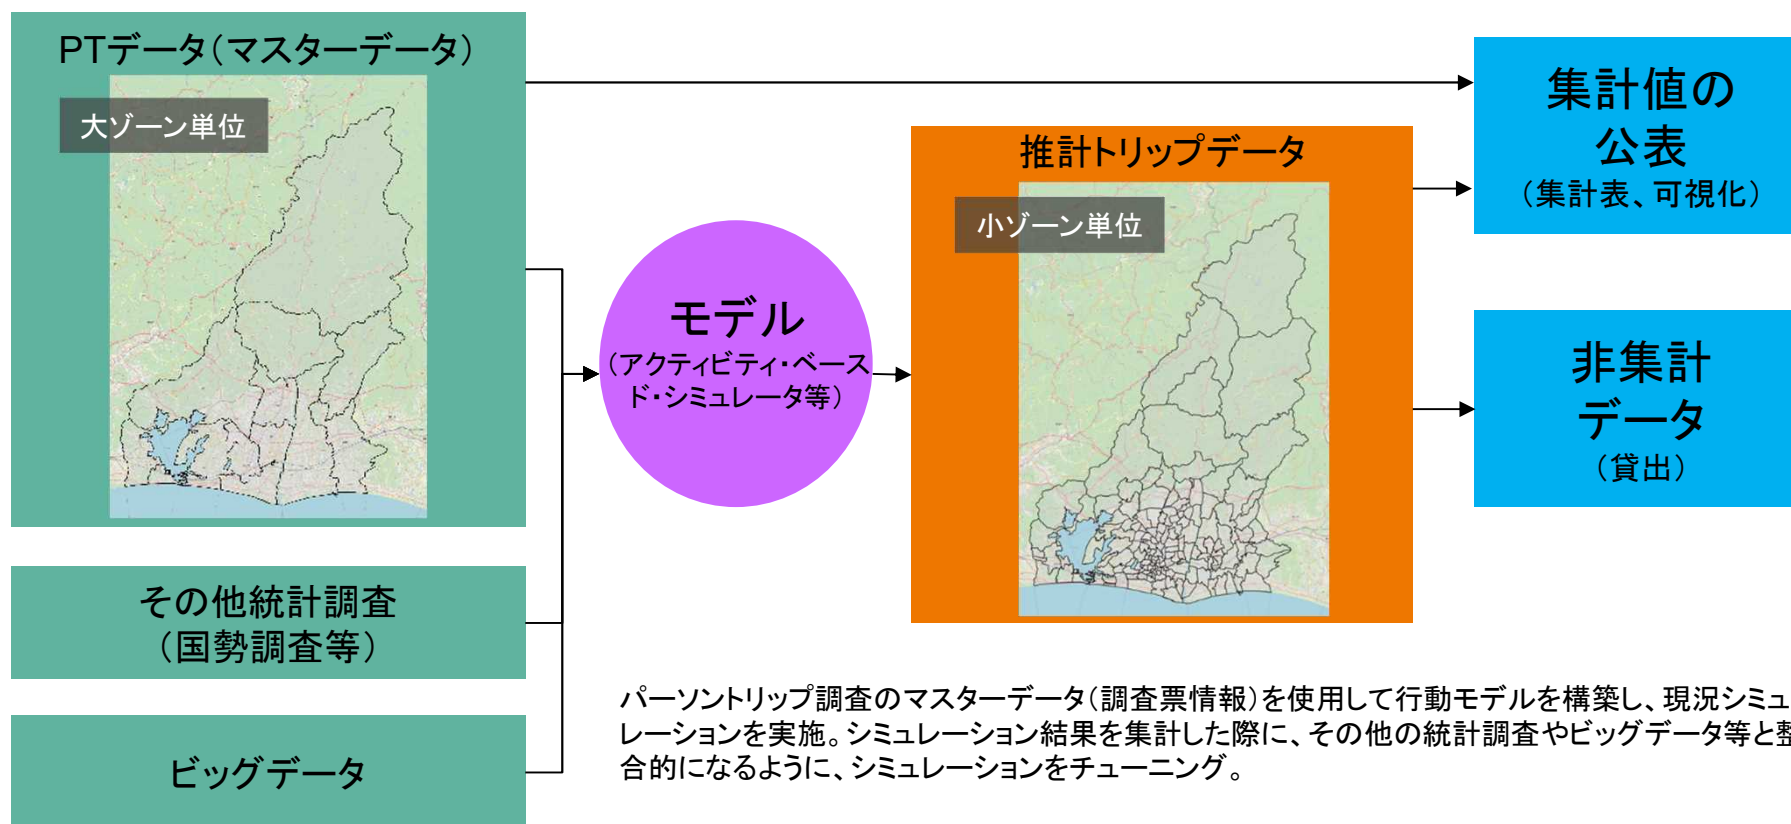 PTデータ（マスターデータ）
大ゾーン単位
その他統計調査
（国勢調査等）
ビッグデータ
モデル
（アクティビティ・ベース
ド・シミュレータ等）
推計トリップデータ
小ゾーン単位
集計値の
公表
（集計表、可視化）
非集計
データ
（貸出）
パーソントリップ調査のマスターデータ（調査票情報）を使用して行動モデルを構築し、現況シミュ
レーションを実施。シミュレーション結果を集計した際に、その他の統計調査やビッグデータ等と整
合的になるように、シミュレーションをチューニング。